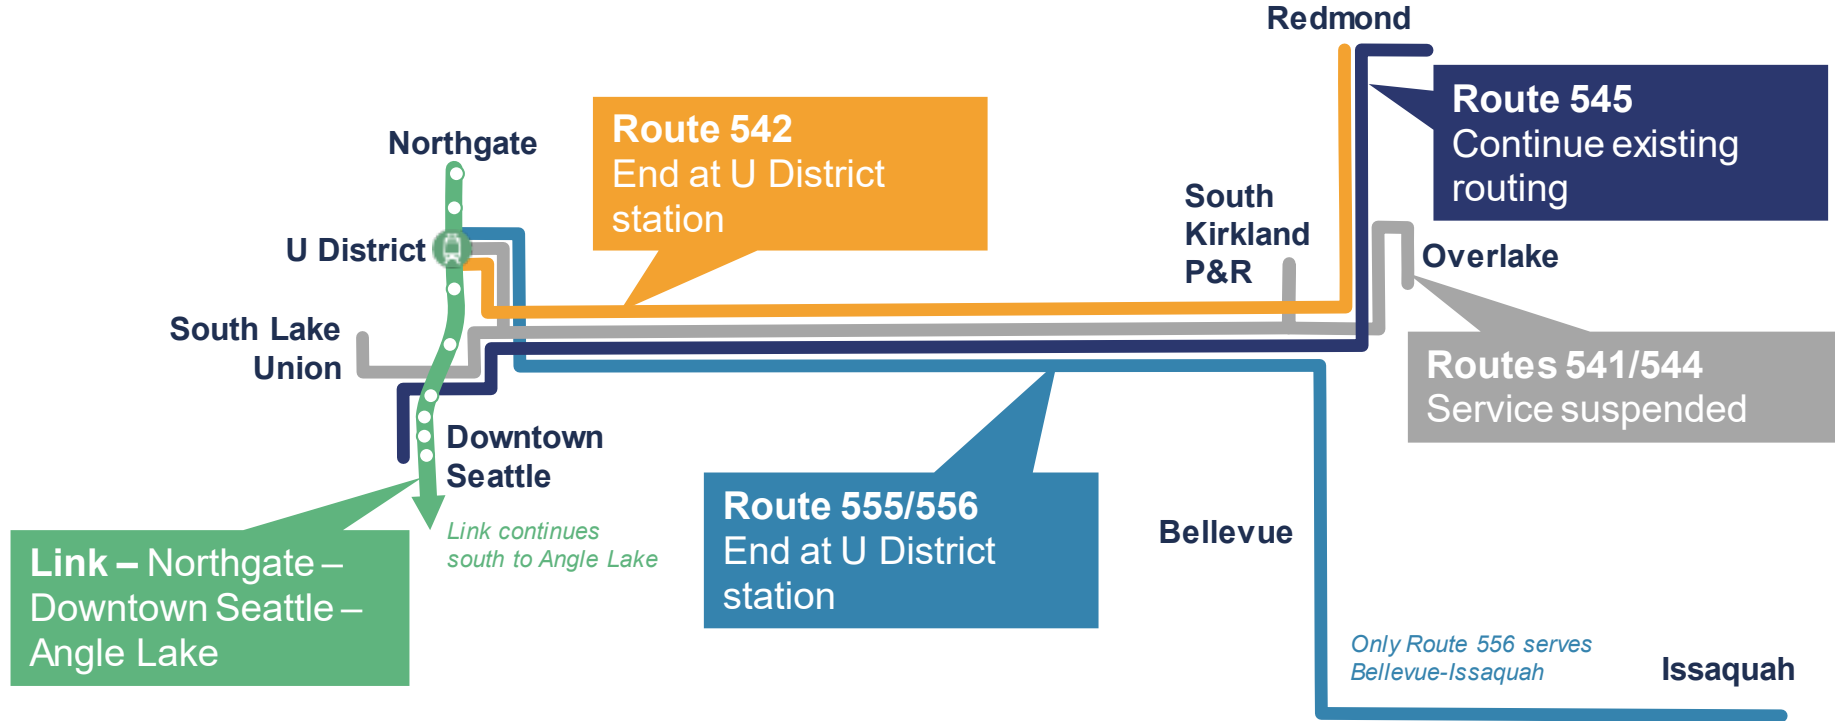 Redmond
Route 545
Continue existing
routing
Route 542
End at U District
station
Northgate
South
Kirkland
P&R
U District
Overlake
South Lake
Union
Routes 541/544
Service suspended
Downtown
Seattle
Link continues
south to Angle Lake
Route 555/556
End at U District
station
Bellevue
Link – Northgate –
Downtown Seattle –
Angle Lake
Only Route 556 serves
Bellevue-Issaquah
Issaquah